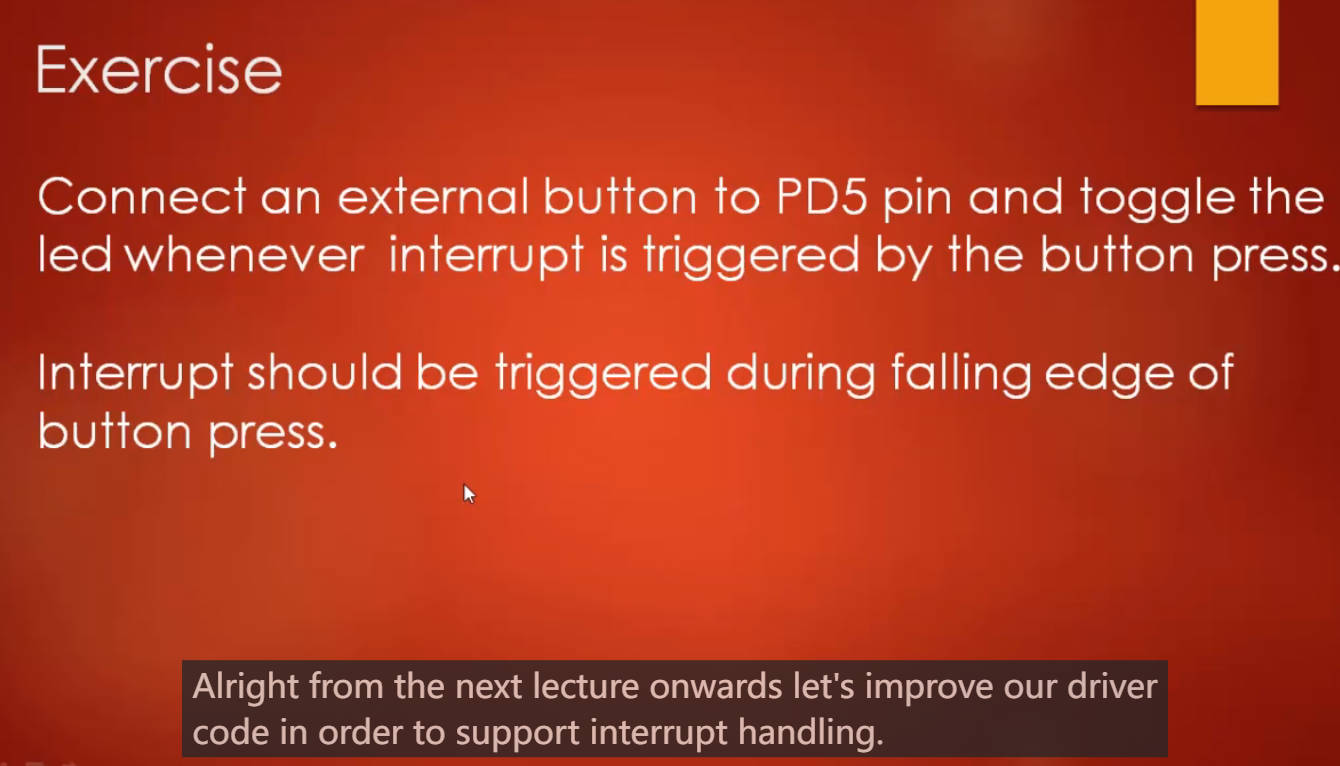 Exercise
Connect an external button to PD5 pin and toggle the
led whenever interrupt is triggered by the button press.
Interrupt should be triggered during falling edge of
button press.
Alright from the next lecture onwards let's improve our driver
code in order to support interrupt handling.